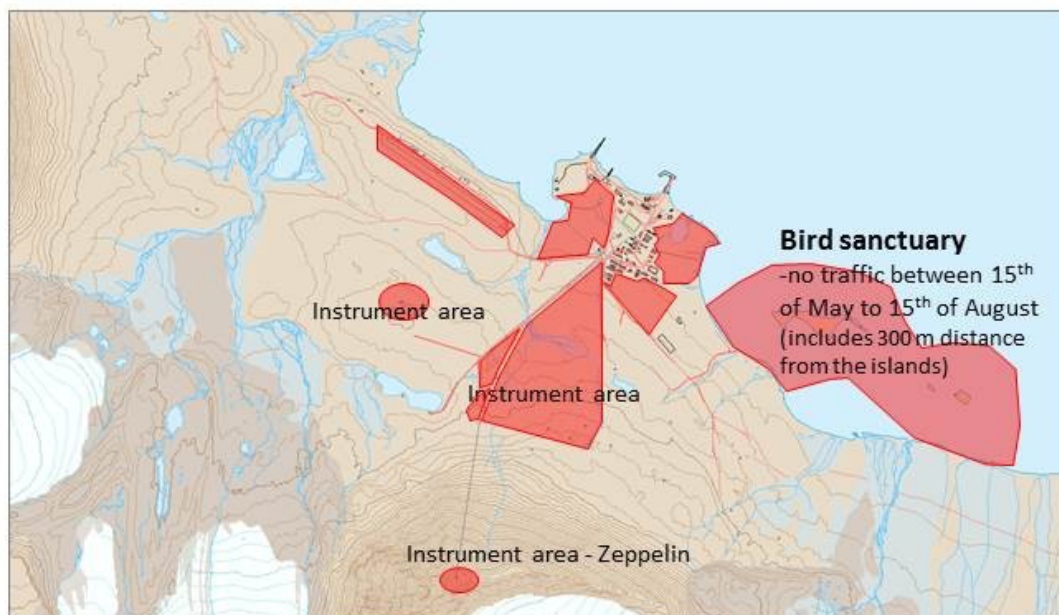 Bird sanctuary
-no traffic between 15th
of May to 15th of August
(includes 300 m distance
from the islands)
Instrument area
Instrument area
Instrument area - Zeppelin